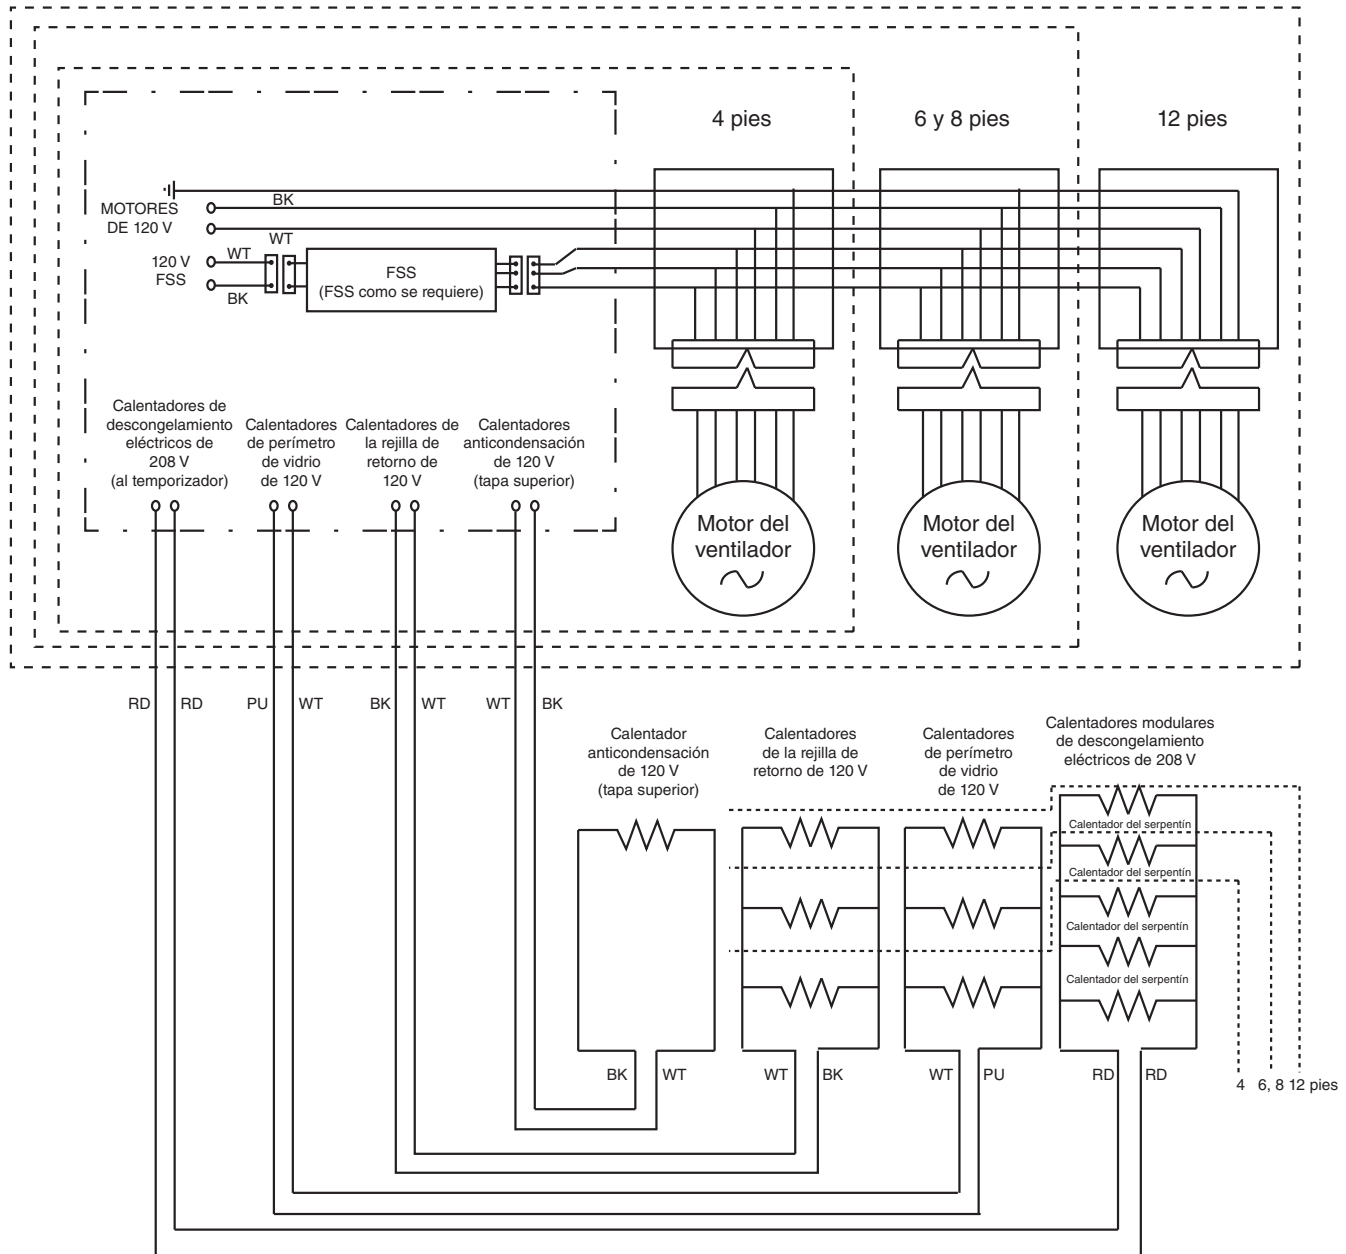 4 pies
6 y 8 pies
12 pies
MOTORES
DE 120 V
BK
WT
120 V
FSS
WT
BK
FSS
(FSS como se requiere)
Calentadores de
descongelamiento
eléctricos de
208 V
(al temporizador)
Calentadores
de perímetro
de vidrio
de 120 V
Calentadores de
la rejilla de
retorno de
120 V
Calentadores
anticondensación
de 120 V
(tapa superior)
Motor del
ventilador
Motor del
ventilador
Motor del
ventilador
RD
RD
PU
WT
BK
WT
WT
BK
Calentador
anticondensación
de 120 V
(tapa superior)
Calentadores
de la rejilla de
retorno de 120 V
Calentadores
de perímetro
de vidrio
de 120 V
Calentadores modulares
de descongelamiento
eléctricos de 208 V
Calentador del serpentín
Calentador del serpentín
Calentador del serpentín
Calentador del serpentín
BK
WT
WT
BK
WT
PU
RD
RD
4
6, 8
12 pies